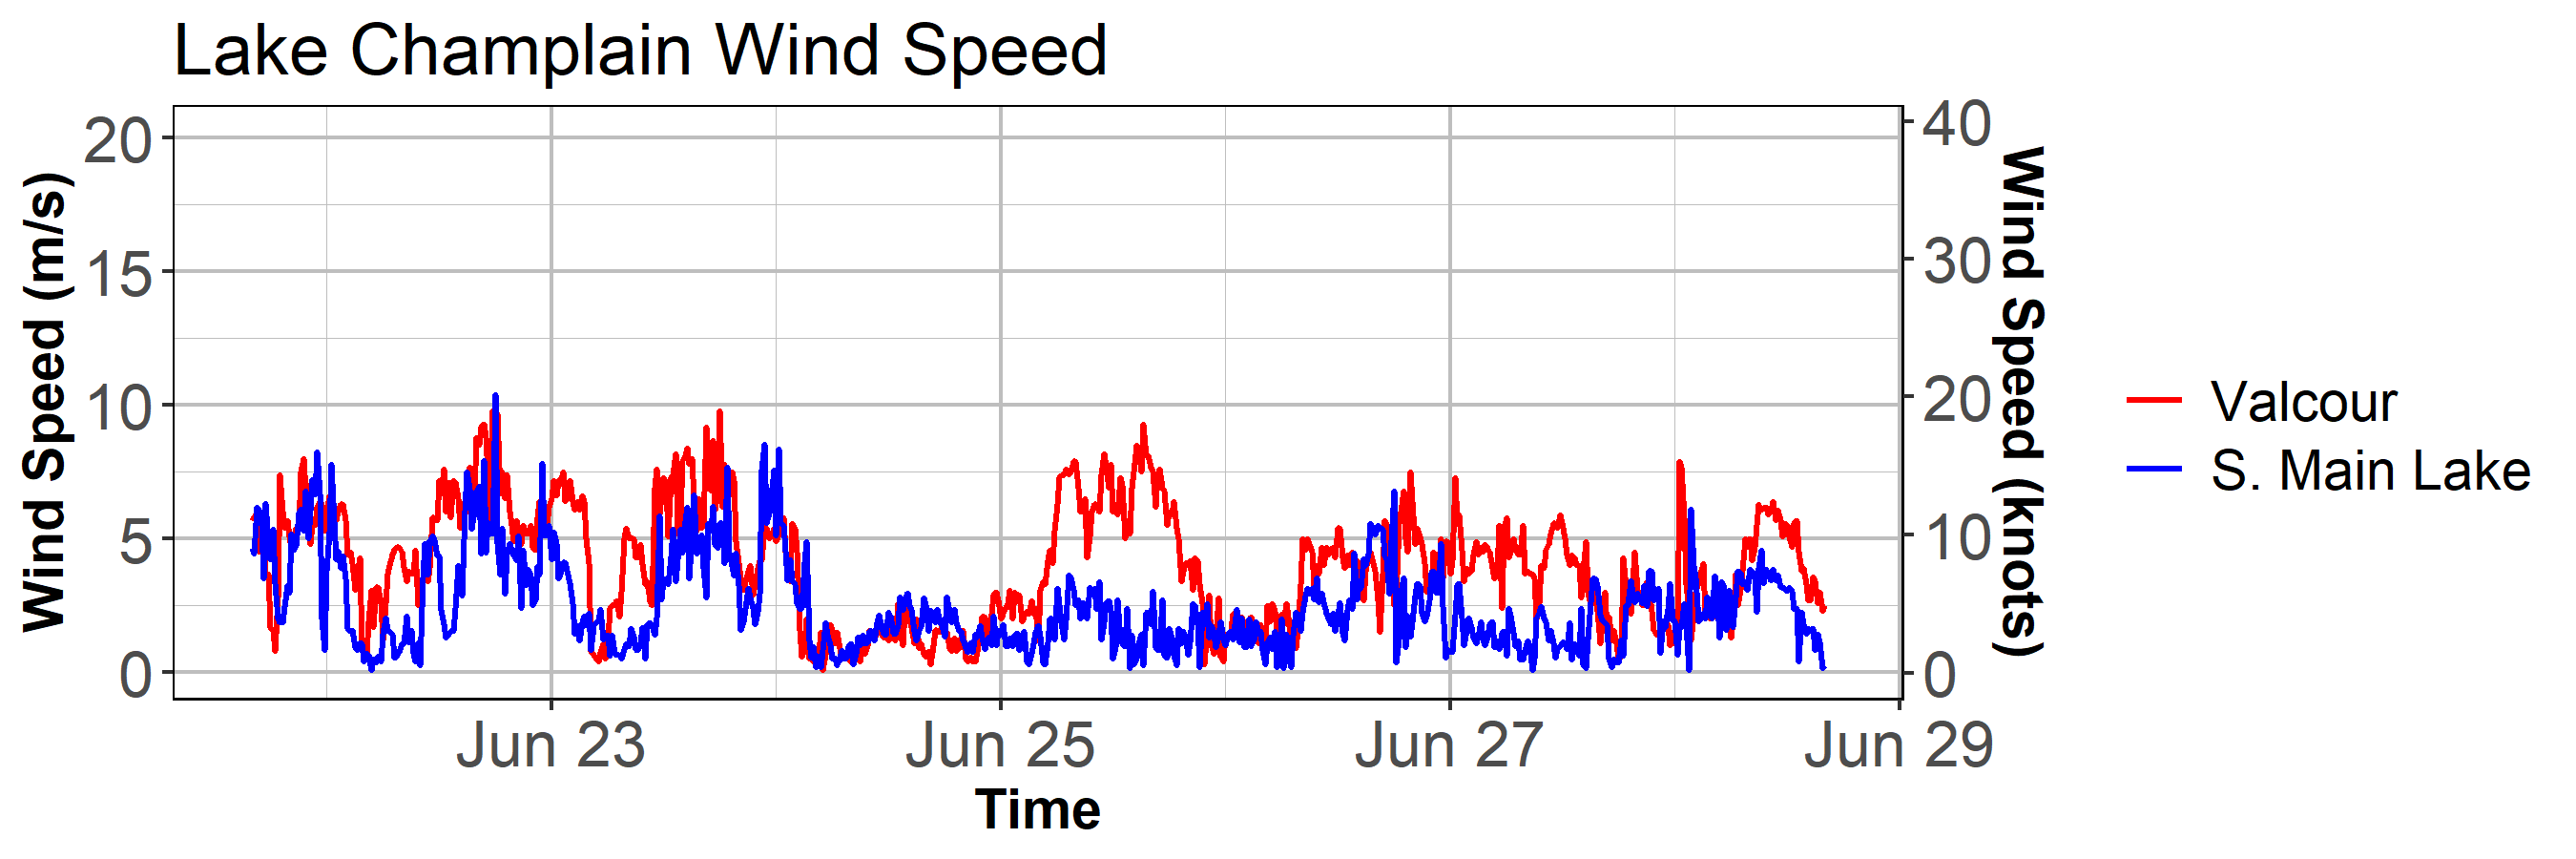 Lake Champlain Wind Speed
Wind Speed (m/s)
20
15
10
5
0
40
30
20
10
0
Wind Speed (knots)
Jun 23
Jun 25
Jun 27
Jun 29
Time
Valcour
S. Main Lake